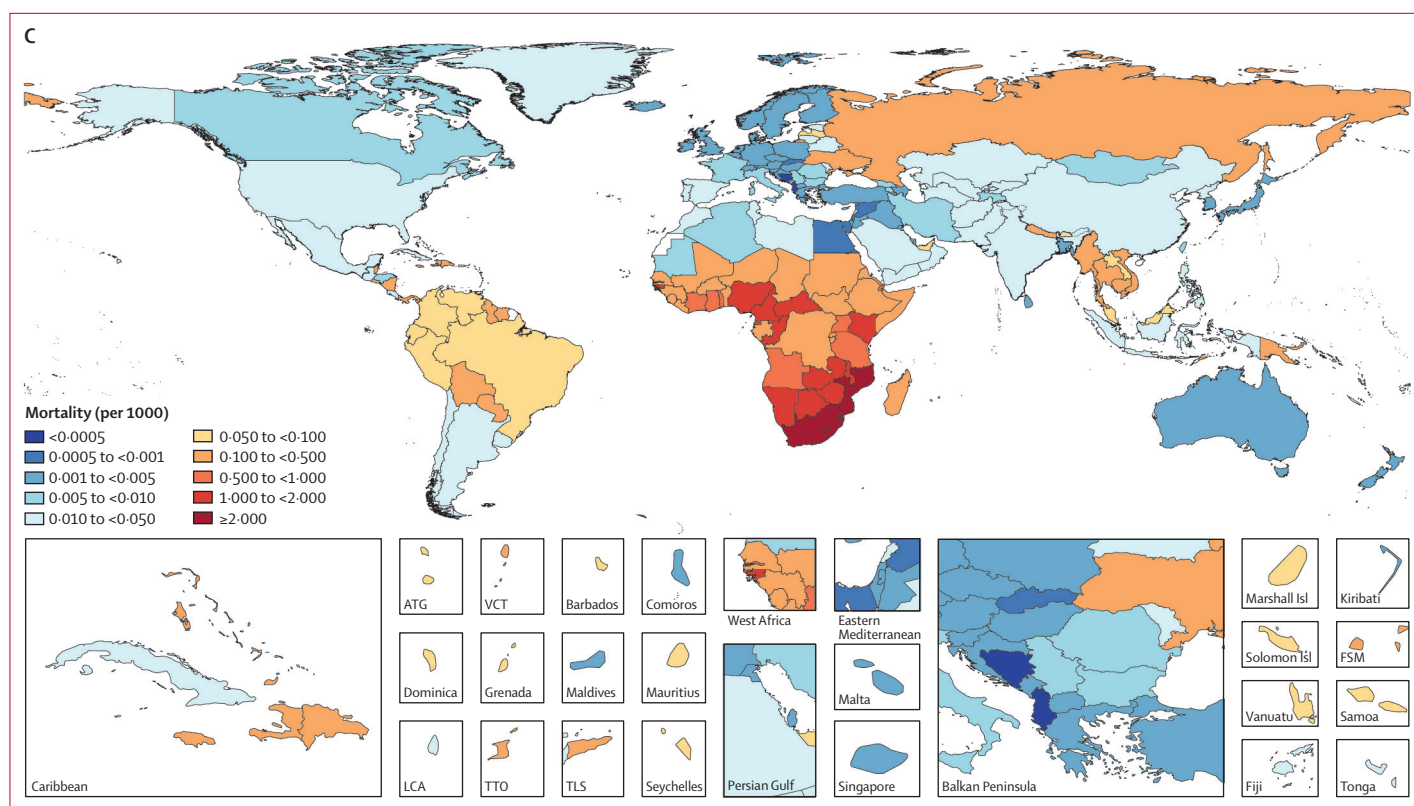 C
Mortality (per 1000)
<0·0005
0·0005 to <0·001
0·001 to <0·005
0·005 to <0·010
0·010 to <0·050
0·050 to <0·100
0·100 to <0·500
0·500 to <1·000
1·000 to <2·000
≥2·000
Caribbean
ATG
VCT
Barbados
Comoros
Dominica
Grenada
Maldives
Mauritius
LCA
TTO
TLS
Seychelles
West Africa
Eastern
Mediterranean
Persian Gulf
Malta
Singapore
Balkan Peninsula
Marshall Isl
Kiribati
Solomon Isl
FSM
Vanuatu
Samoa
Fiji
Tonga